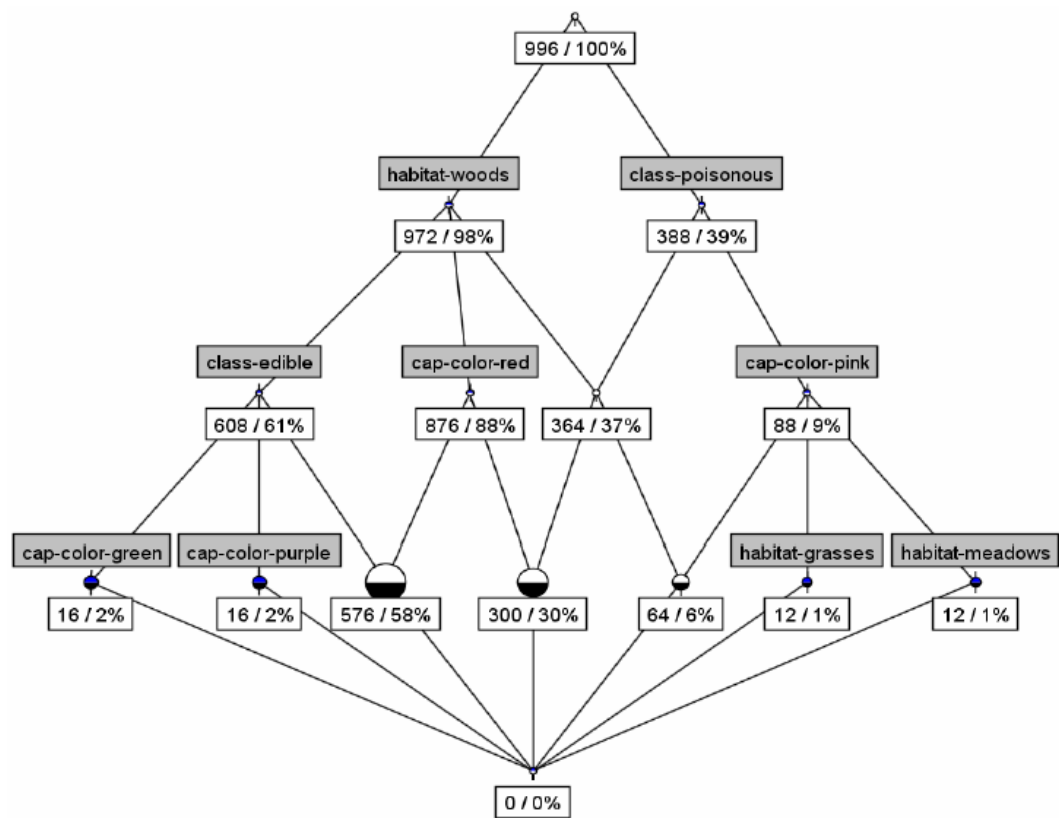 996 / 100%
habitat-woods
class-poisonous
972 / 98%
388 / 39%
class-edible
cap-color-red
cap-color-pink
608 / 61%
876 / 88%
364 / 37%
88 / 9%
cap-color-green
cap-color-purple
habitat-grasses
habitat-meadows
16 / 2%
16 / 2%
576 / 58%
300 / 30%
64 / 6%
12 / 1%
12 / 1%
0 / 0%